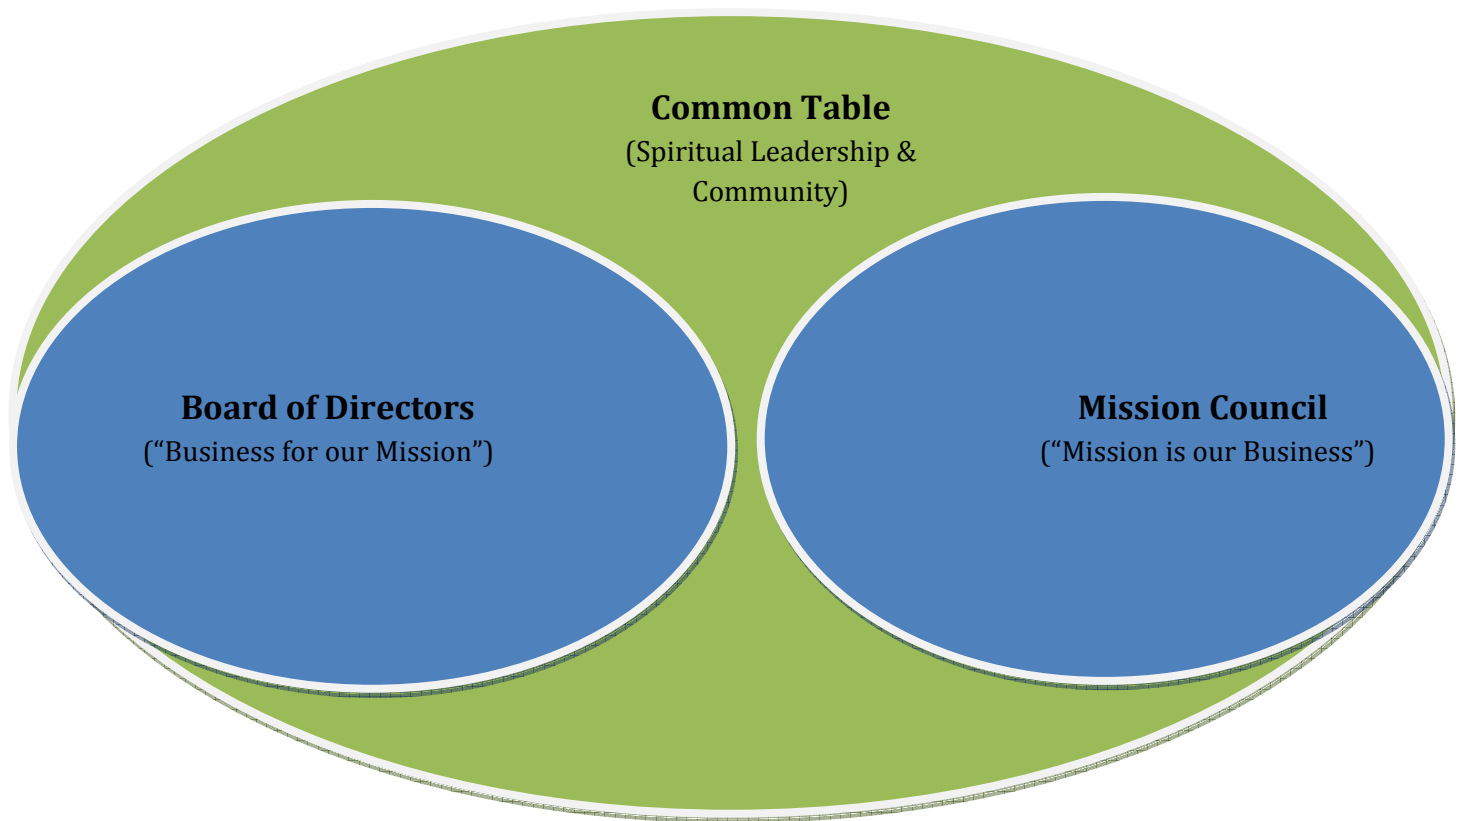 Common Table
(Spiritual Leadership &
Community)
Board of Directors
(“Business for our Mission”)
Mission Council
(“Mission is our Business”)